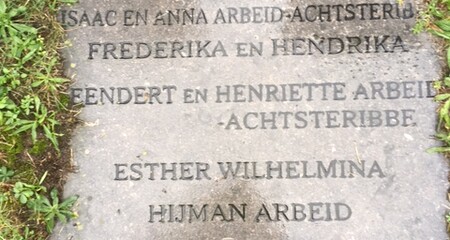 ISAAC EN ANNA ARBEID-ACHTSTERIB
FREDERIKA EN HENDRIKA
EENDERT EN HENRIETTE ARBEID
-ACHTSTERIBBE
ESTHER WILHELMINA
HIJMAN ARBEID